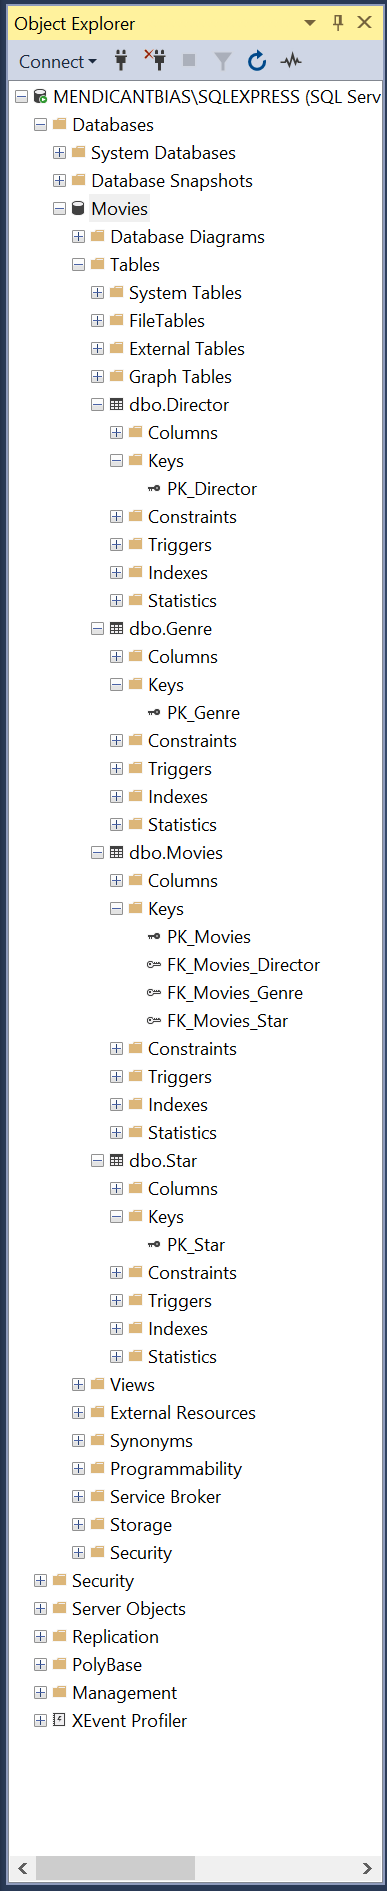 Object Explorer
Connect
MENDICANTBIAS\SQLEXPRESS (SQL Serv
Databases
System Databases
Database Snapshots
Movies
Database Diagrams
Tables
System Tables
FileTables
External Tables
Graph Tables
dbo.Director
Columns
Keys
PK_Director
Constraints
Triggers
Indexes
Statistics
dbo.Genre
Columns
Keys
PK_Genre
Constraints
Triggers
Indexes
Statistics
dbo.Movies
Columns
Keys
PK_Movies
FK_Movies_Director
FK_Movies_Genre
FK_Movies_Star
Constraints
Triggers
Indexes
Statistics
dbo.Star
Columns
Keys
PK_Star
Constraints
Triggers
Indexes
Statistics
Views
External Resources
Synonyms
Programmability
Service Broker
Storage
Security
Security
Server Objects
Replication
PolyBase
Management
XEvent Profiler